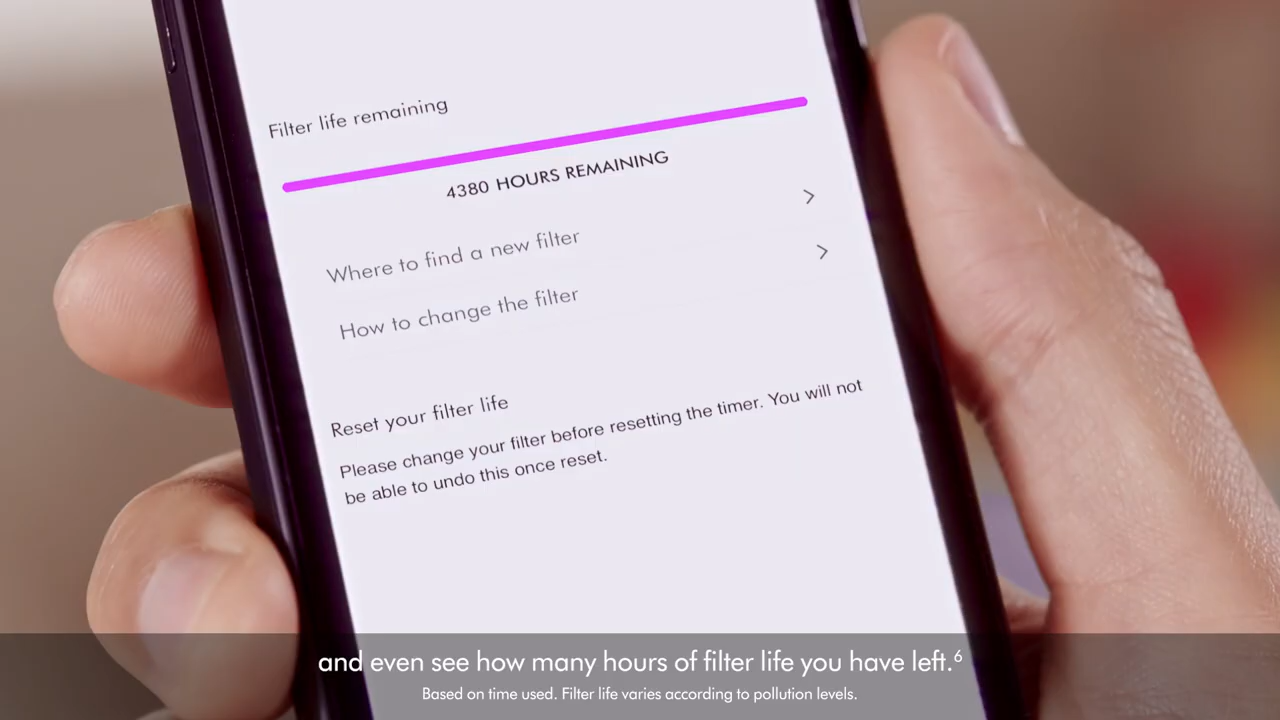 Filter life remaining
4380 HOURS REMAINING
Where to find a new filter
How to change the filter
Reset your filter life
Please change your filter before resetting the timer. You will not
be able to undo this once reset.
and even see how many hours of filter life you have left.⁶
Based on time used. Filter life varies according to pollution levels.